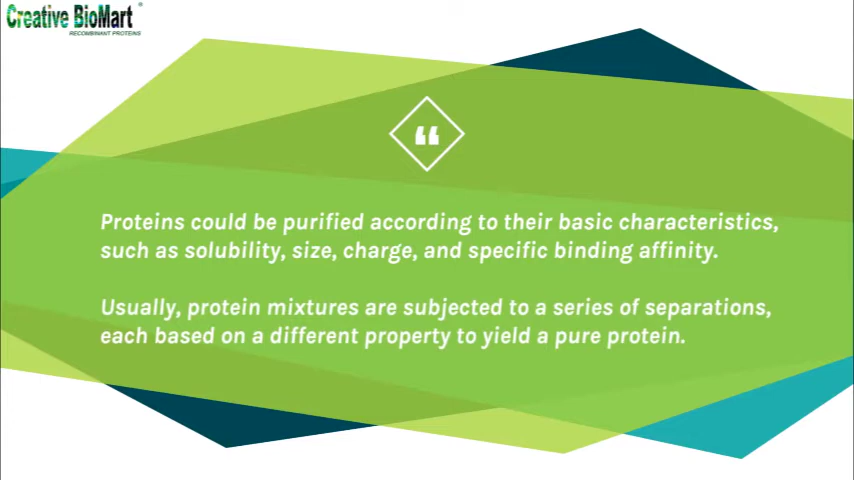 Creative BioMart®
RECOMBINANT PROTEINS
❝
Proteins could be purified according to their basic characteristics,
such as solubility, size, charge, and specific binding affinity.
Usually, protein mixtures are subjected to a series of separations,
each based on a different property to yield a pure protein.